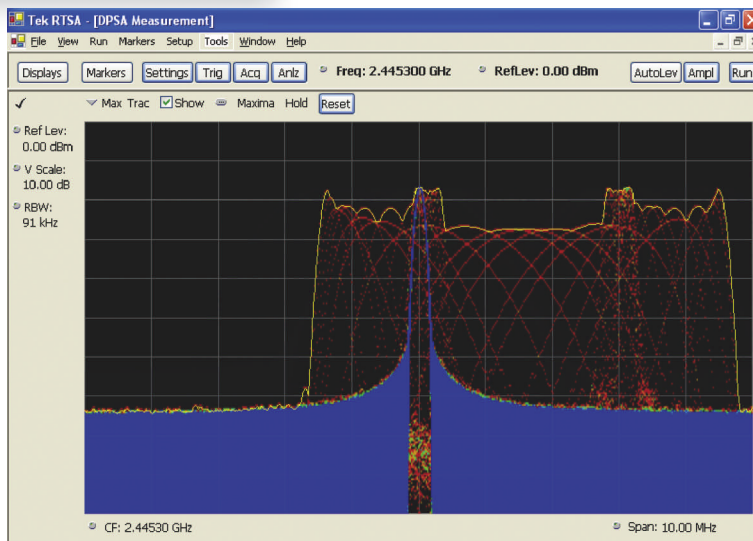 Tek RTSA - [DPSA Measurement]
File View Run Markers Setup Tools Window Help
Displays Markers Settings Trig Acq Anlz Freq: 2.445300 GHz RefLev: 0.00 dBm AutoLev Ampl Run
Max Trac Show Maxima Hold Reset
Ref Lev:
0.00 dBm
V Scale:
10.00 dB
RBW:
91 kHz
CF: 2.44530 GHz Span: 10.00 MHz